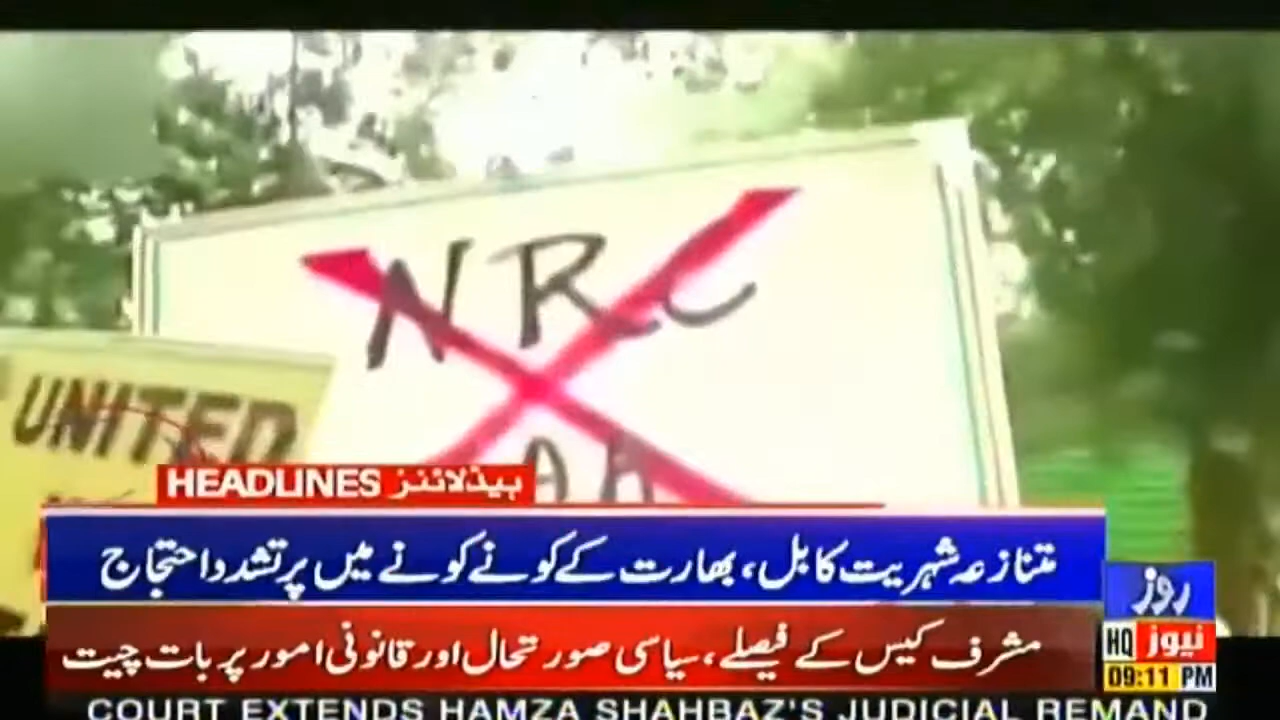 NRC
AA
UNITED
HEADLINES ہیڈلائنز
متنازعہ شہریت کا بل، بھارت کے کونے کونے میں پرتشدد احتجاج
مشرف کیس کے فیصلے، سیاسی صورتحال اور قانونی امور پر بات چیت
روز
HQ نیوز
09:11 PM
COURT EXTENDS HAMZA SHAHBAZ'S JUDICIAL REMAND